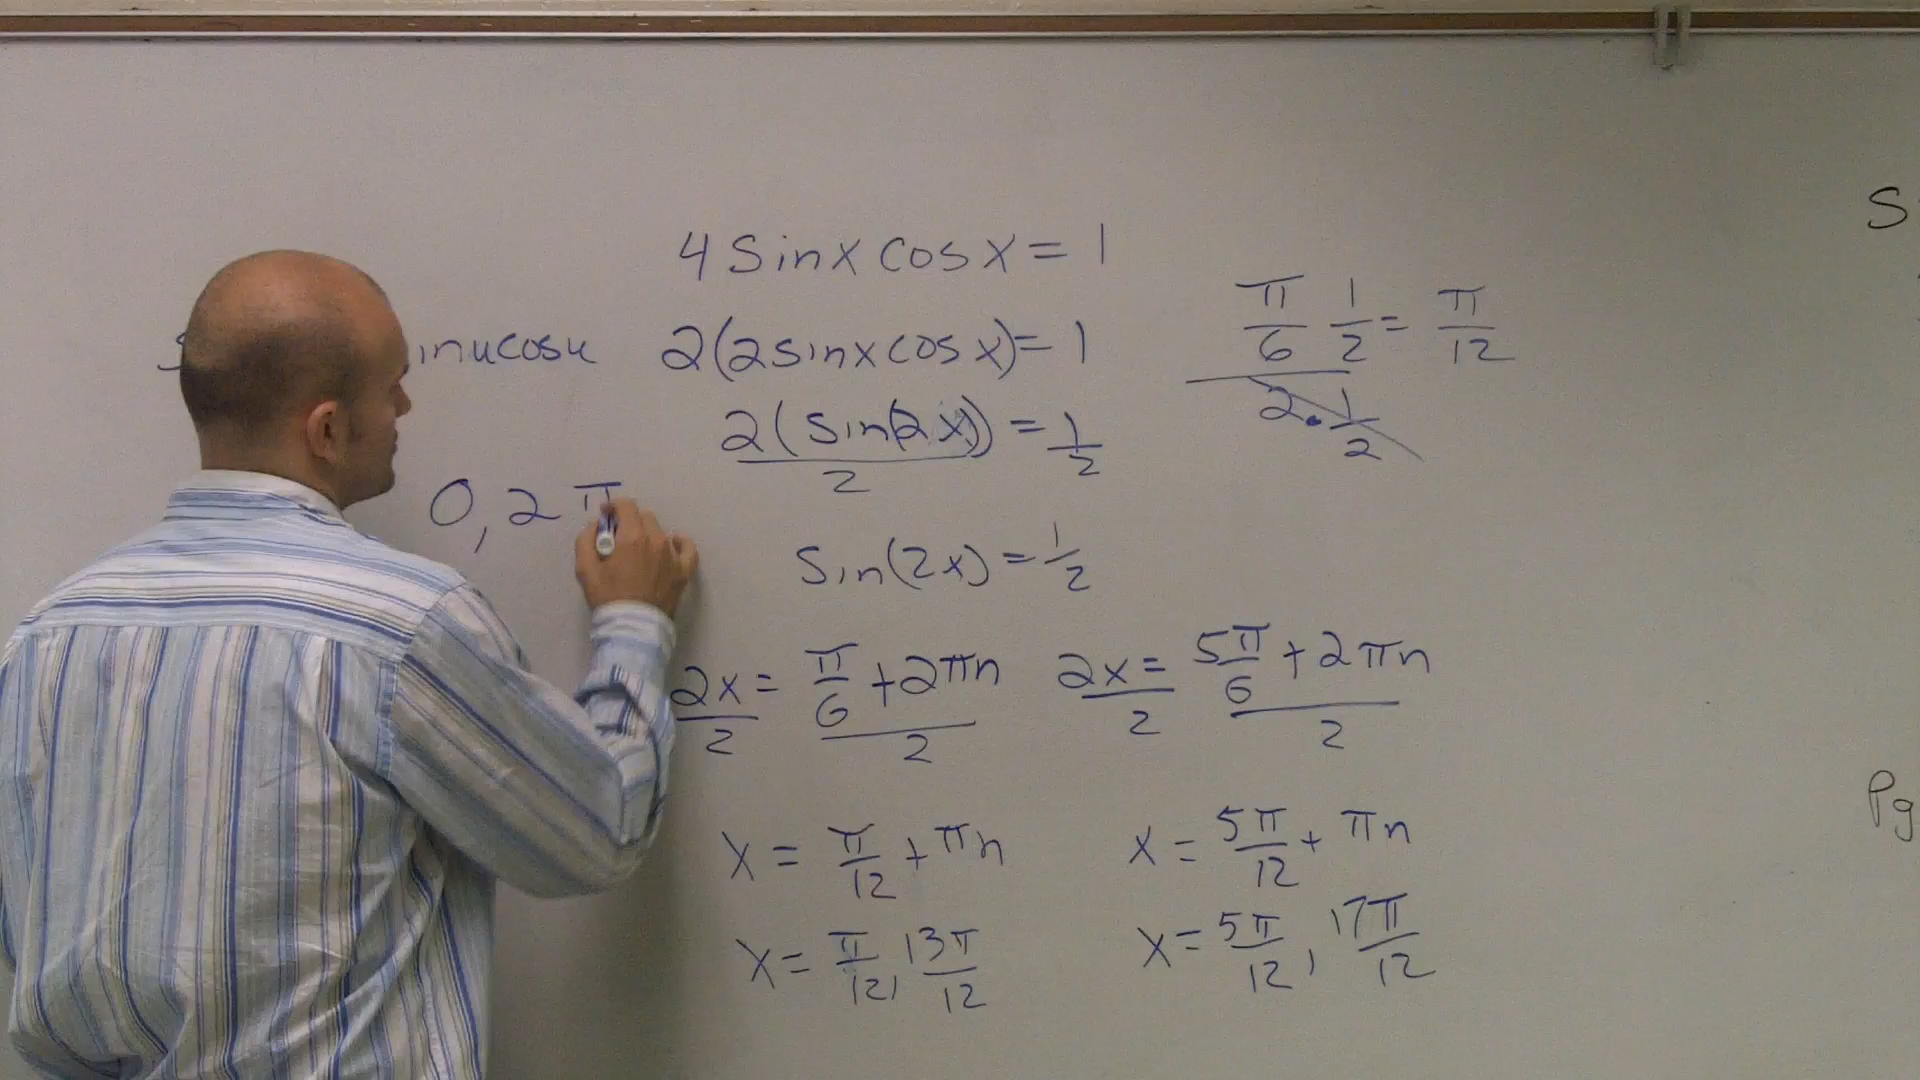 4 sinx cosx = 1
inucosu 2(2sinxcosx) = 1
π/6 1/2 = π/12
2 · 1/2
2(sin(2x))/2 = 1/2
0, 2π
sin(2x) = 1/2
2x/2 = π/6 + 2πn/2
2x/2 = 5π/6 + 2πn/2
x = π/12 + πn
x = 5π/12 + πn
x = π/12, 13π/12
x = 5π/12, 17π/12
S
Pg